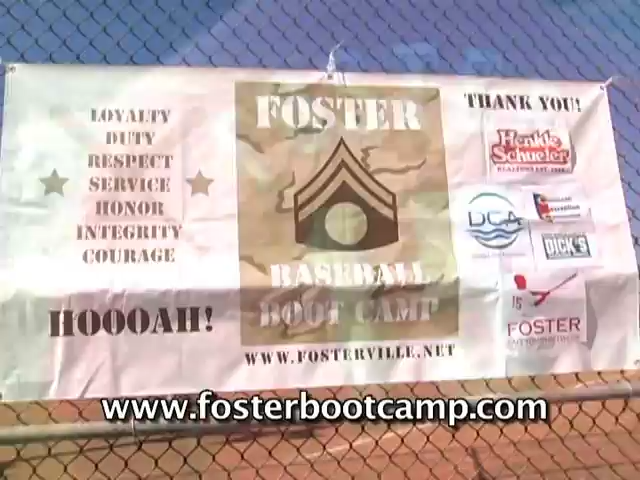 LOYALTY
DUTY
RESPECT
SERVICE
HONOR
INTEGRITY
COURAGE
HOOOAH!
FOSTER
BASEBALL
BOOT CAMP
WWW.FOSTERVILLE.NET
THANK YOU!
Henkle
Schueler
DCA
DICK'S
15
FOSTER
www.fosterbootcamp.com